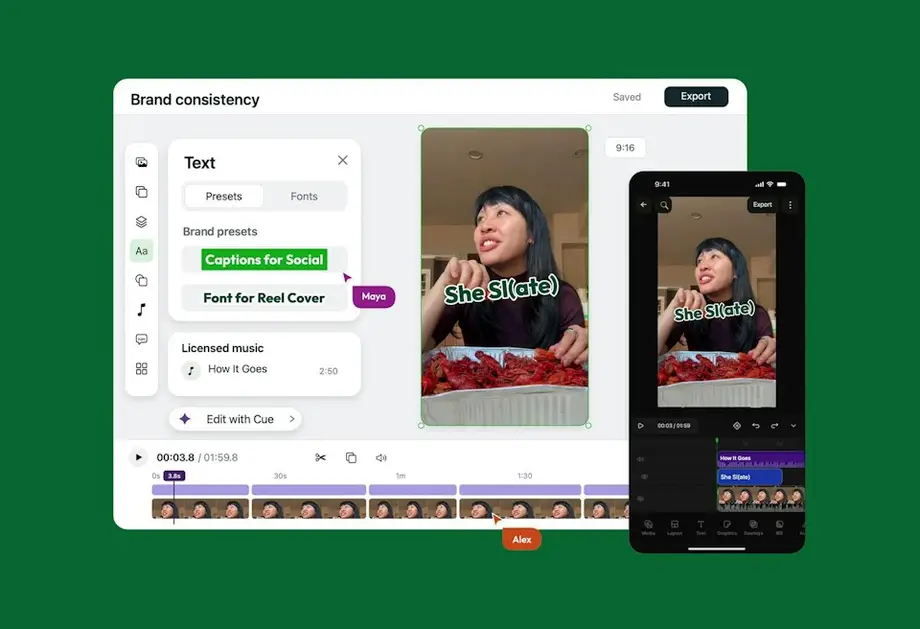 Brand consistency
Saved
Export
Text
Presets
Fonts
Brand presets
Captions for Social
Font for Reel Cover
Maya
Licensed music
How It Goes
2:50
Edit with Cue
Aa
She Sl(ate)
9:16
00:03.8 / 01:59.8
0s
3.8s
30s
1m
1:30
Alex
9:41
Export
She Sl(ate)
00:03 / 01:59
How It Goes
She Sl(ate)
Media
Layout
Text
Graphics
Overlays